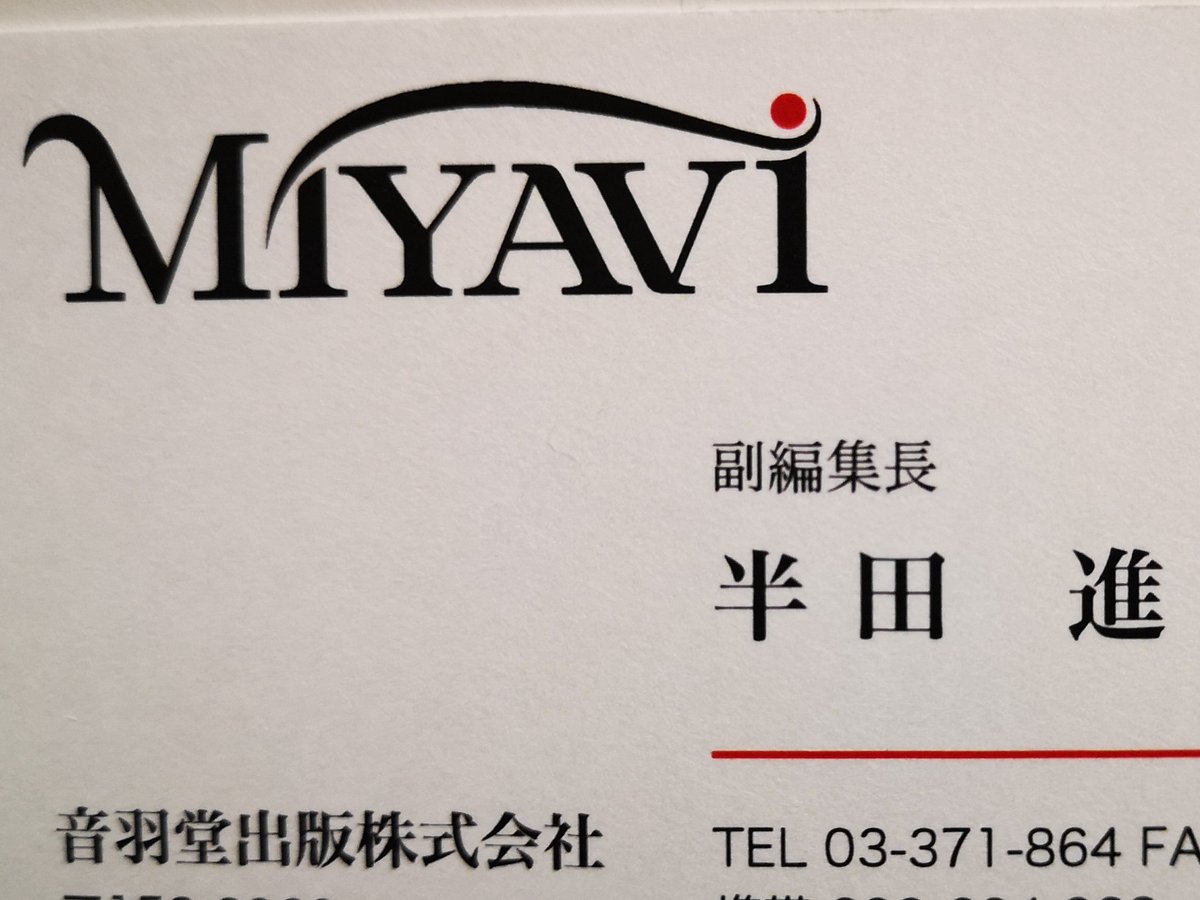 MIYAVi
副編集長
半田 進
音羽堂出版株式会社
TEL 03-371-864 FA